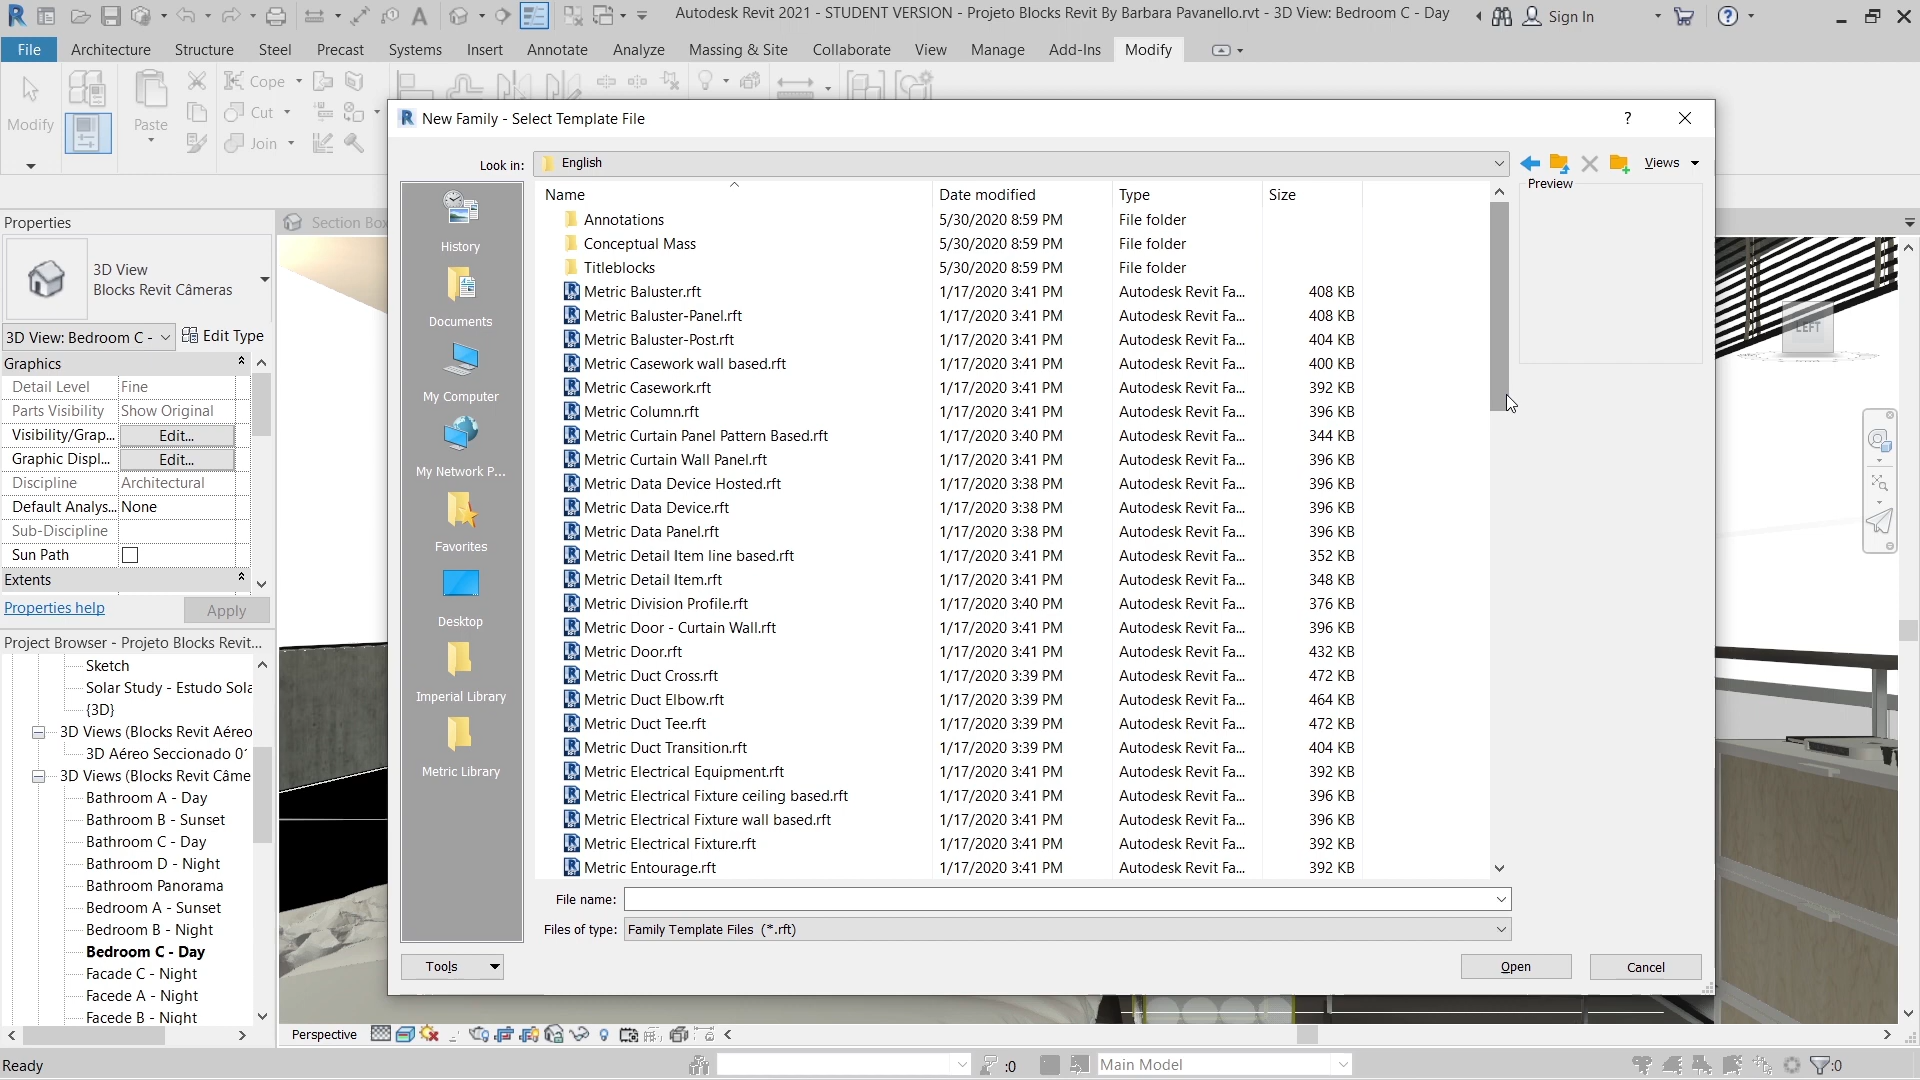 Autodesk Revit 2021 - STUDENT VERSION - Projeto Blocks Revit By Barbara Pavanello.rvt - 3D View: Bedroom C - Day
Sign In
File Architecture Structure Steel Precast Systems Insert Annotate Analyze Massing & Site Collaborate View Manage Add-Ins Modify
Modify
Paste
Cope
Cut
Join
New Family - Select Template File
Look in: English
Views
Preview
History
Documents
My Computer
My Network P...
Favorites
Desktop
Imperial Library
Metric Library
Name Date modified Type Size
Annotations 5/30/2020 8:59 PM File folder
Conceptual Mass 5/30/2020 8:59 PM File folder
Titleblocks 5/30/2020 8:59 PM File folder
Metric Baluster.rft 1/17/2020 3:41 PM Autodesk Revit Fa... 408 KB
Metric Baluster-Panel.rft 1/17/2020 3:41 PM Autodesk Revit Fa... 408 KB
Metric Baluster-Post.rft 1/17/2020 3:41 PM Autodesk Revit Fa... 404 KB
Metric Casework wall based.rft 1/17/2020 3:41 PM Autodesk Revit Fa... 400 KB
Metric Casework.rft 1/17/2020 3:41 PM Autodesk Revit Fa... 392 KB
Metric Column.rft 1/17/2020 3:41 PM Autodesk Revit Fa... 396 KB
Metric Curtain Panel Pattern Based.rft 1/17/2020 3:40 PM Autodesk Revit Fa... 344 KB
Metric Curtain Wall Panel.rft 1/17/2020 3:41 PM Autodesk Revit Fa... 396 KB
Metric Data Device Hosted.rft 1/17/2020 3:38 PM Autodesk Revit Fa... 396 KB
Metric Data Device.rft 1/17/2020 3:38 PM Autodesk Revit Fa... 396 KB
Metric Data Panel.rft 1/17/2020 3:38 PM Autodesk Revit Fa... 396 KB
Metric Detail Item line based.rft 1/17/2020 3:41 PM Autodesk Revit Fa... 352 KB
Metric Detail Item.rft 1/17/2020 3:41 PM Autodesk Revit Fa... 348 KB
Metric Division Profile.rft 1/17/2020 3:40 PM Autodesk Revit Fa... 376 KB
Metric Door - Curtain Wall.rft 1/17/2020 3:41 PM Autodesk Revit Fa... 396 KB
Metric Door.rft 1/17/2020 3:41 PM Autodesk Revit Fa... 432 KB
Metric Duct Cross.rft 1/17/2020 3:39 PM Autodesk Revit Fa... 472 KB
Metric Duct Elbow.rft 1/17/2020 3:39 PM Autodesk Revit Fa... 464 KB
Metric Duct Tee.rft 1/17/2020 3:39 PM Autodesk Revit Fa... 472 KB
Metric Duct Transition.rft 1/17/2020 3:39 PM Autodesk Revit Fa... 404 KB
Metric Electrical Equipment.rft 1/17/2020 3:41 PM Autodesk Revit Fa... 392 KB
Metric Electrical Fixture ceiling based.rft 1/17/2020 3:41 PM Autodesk Revit Fa... 396 KB
Metric Electrical Fixture wall based.rft 1/17/2020 3:41 PM Autodesk Revit Fa... 396 KB
Metric Electrical Fixture.rft 1/17/2020 3:41 PM Autodesk Revit Fa... 392 KB
Metric Entourage.rft 1/17/2020 3:41 PM Autodesk Revit Fa... 392 KB
File name:
Files of type: Family Template Files (*.rft)
Tools Open Cancel
Properties
Section Box
3D View
Blocks Revit Câmeras
3D View: Bedroom C - Edit Type
Graphics
Detail Level Fine
Parts Visibility Show Original
Visibility/Grap... Edit...
Graphic Displ... Edit...
Discipline Architectural
Default Analys... None
Sub-Discipline
Sun Path
Extents
Properties help Apply
Project Browser - Projeto Blocks Revit...
Sketch
Solar Study - Estudo Sola
{3D}
3D Views (Blocks Revit Aéreo
3D Aéreo Seccionado 0
3D Views (Blocks Revit Câme
Bathroom A - Day
Bathroom B - Sunset
Bathroom C - Day
Bathroom D - Night
Bathroom Panorama
Bedroom A - Sunset
Bedroom B - Night
Bedroom C - Day
Facade C - Night
Facede A - Night
Facede B - Night
LEFT
Perspective
Ready
:0
Main Model
:0